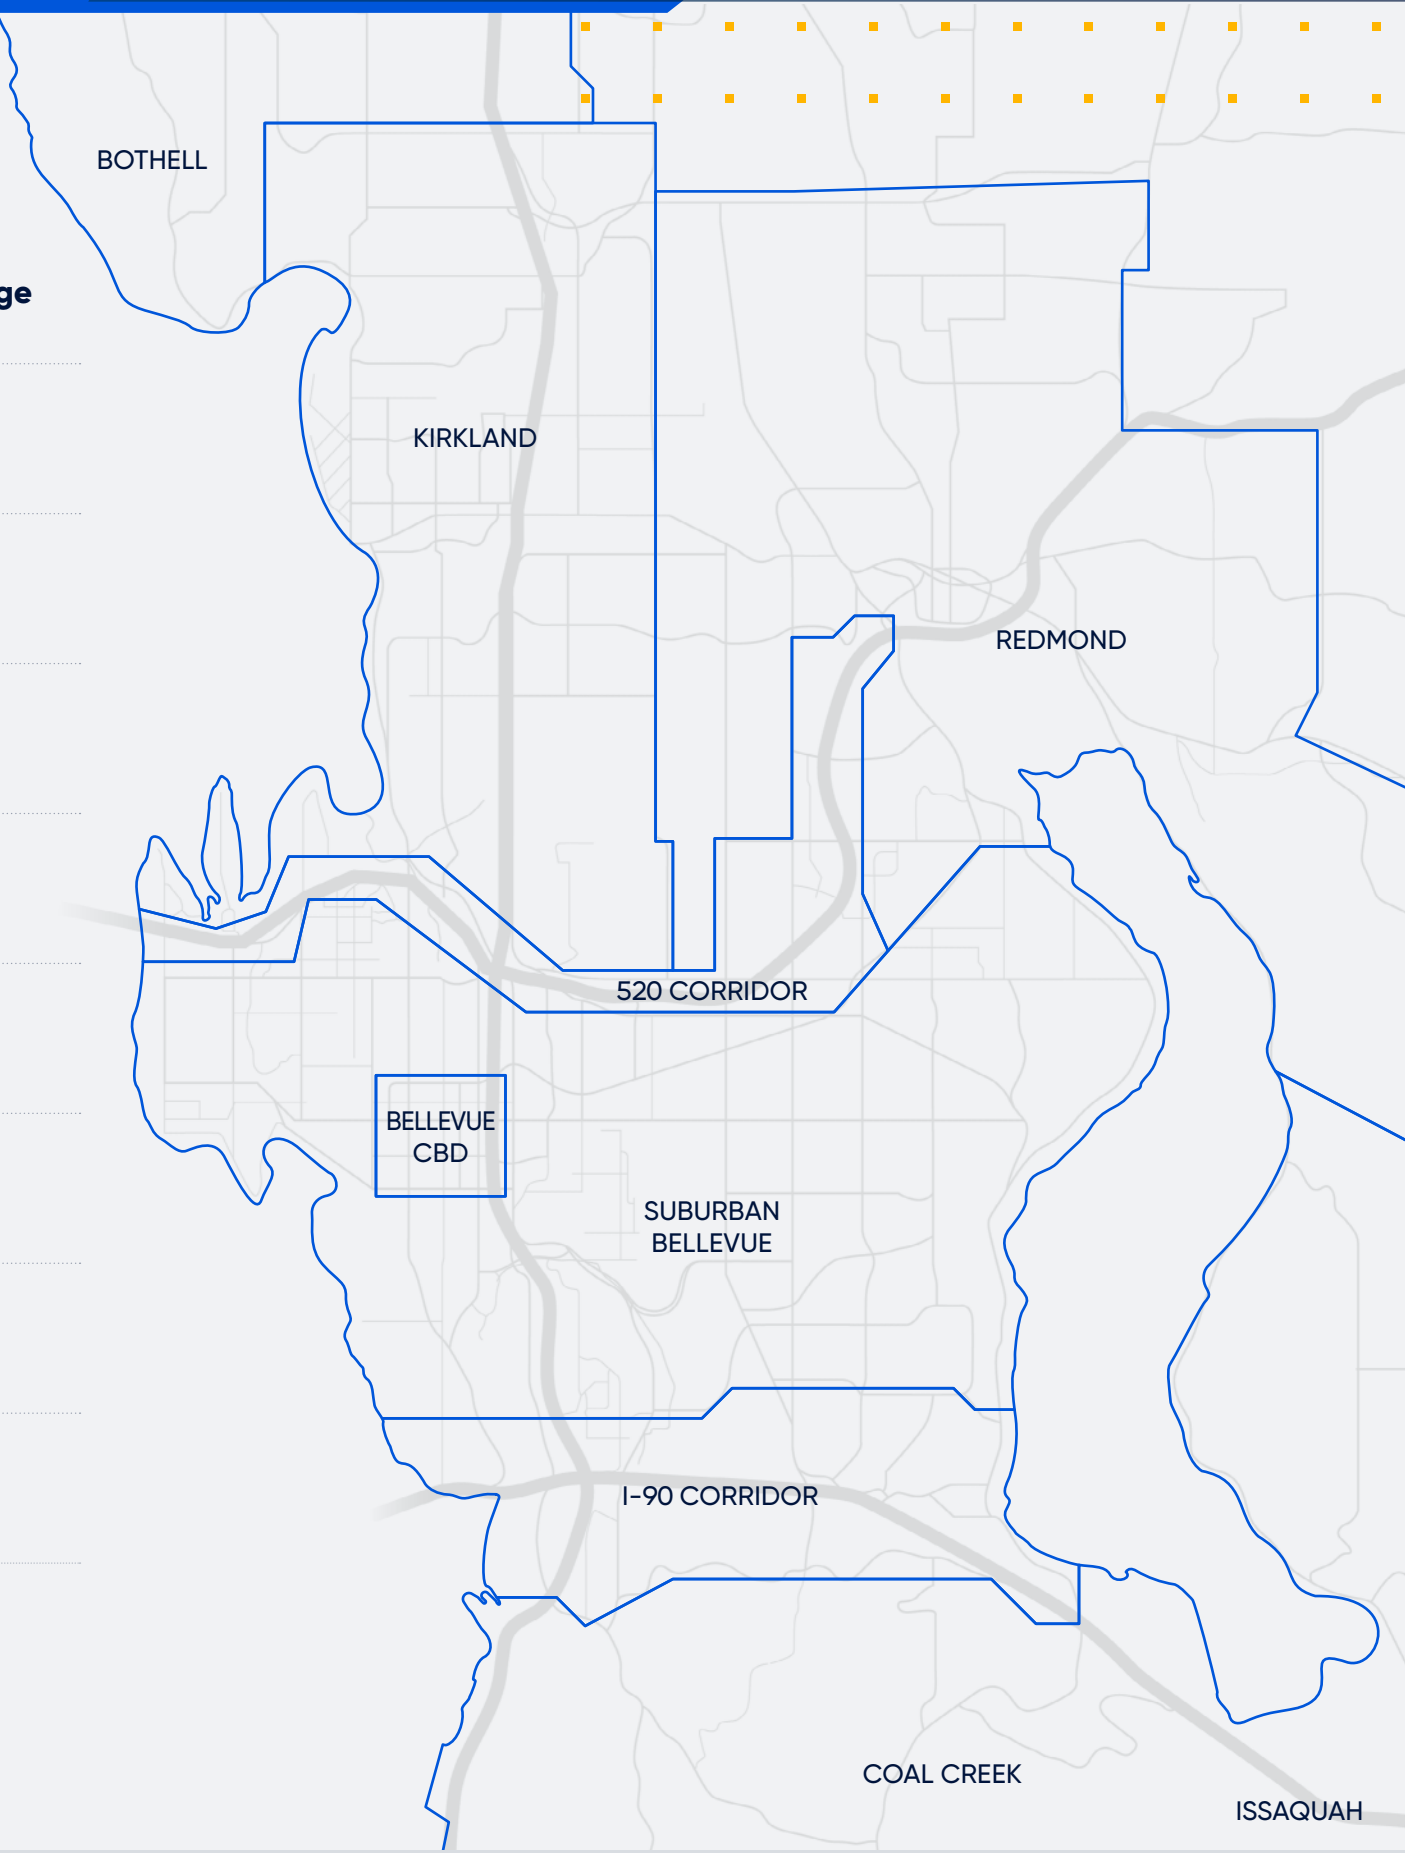 BOTHELL
ge
KIRKLAND
REDMOND
520 CORRIDOR
BELLEVUE
CBD
SUBURBAN
BELLEVUE
I-90 CORRIDOR
COAL CREEK
ISSAQUAH